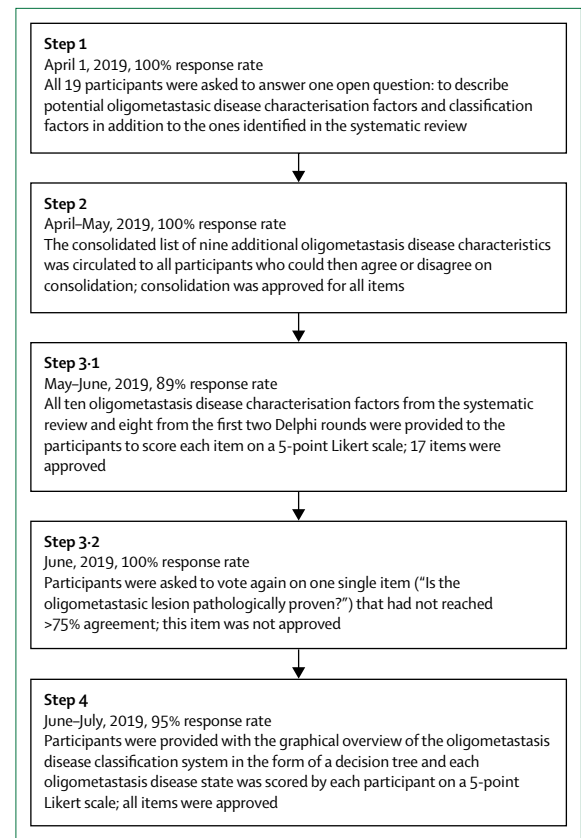 Step 1
April 1, 2019, 100% response rate
All 19 participants were asked to answer one open question: to describe
potential oligometastasic disease characterisation factors and classification
factors in addition to the ones identified in the systematic review
Step 2
April–May, 2019, 100% response rate
The consolidated list of nine additional oligometastasis disease characteristics
was circulated to all participants who could then agree or disagree on
consolidation; consolidation was approved for all items
Step 3·1
May–June, 2019, 89% response rate
All ten oligometastasis disease characterisation factors from the systematic
review and eight from the first two Delphi rounds were provided to the
participants to score each item on a 5-point Likert scale; 17 items were
approved
Step 3·2
June, 2019, 100% response rate
Participants were asked to vote again on one single item (“Is the
oligometastasic lesion pathologically proven?”) that had not reached
>75% agreement; this item was not approved
Step 4
June–July, 2019, 95% response rate
Participants were provided with the graphical overview of the oligometastasis
disease classification system in the form of a decision tree and each
oligometastasis disease state was scored by each participant on a 5-point
Likert scale; all items were approved